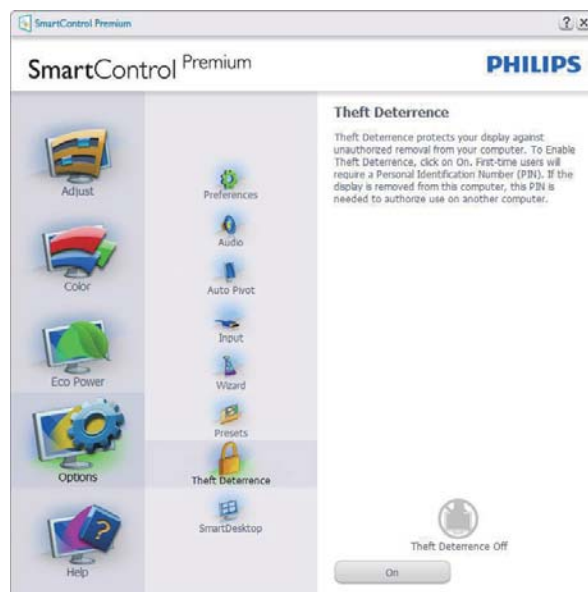 SmartControl Premium
? X
SmartControl Premium
PHILIPS
Adjust
Color
Eco Power
Options
Help
Preferences
Audio
Auto Pivot
Input
Wizard
Presets
Theft Deterrence
SmartDesktop
Theft Deterrence
Theft Deterrence protects your display against
unauthorized removal from your computer. To Enable
Theft Deterrence, click on On. First-time users will
require a Personal Identification Number (PIN). If the
display is removed from this computer, this PIN is
needed to authorize use on another computer.
Theft Deterrence Off
On